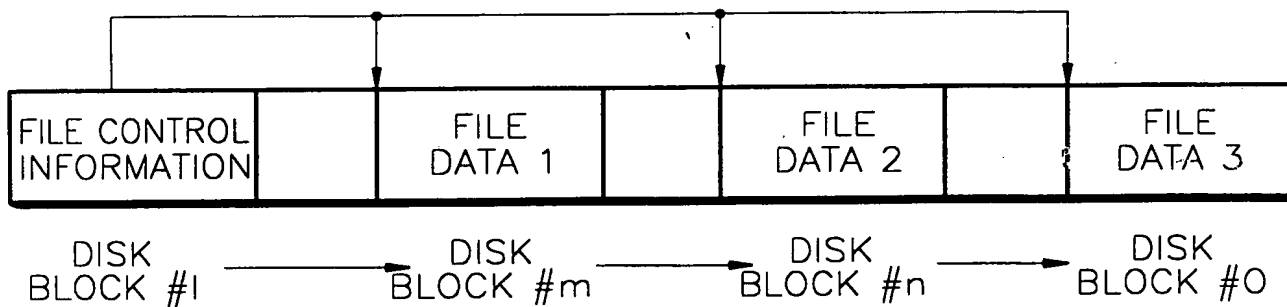 FILE CONTROL
INFORMATION
FILE
DATA 1
FILE
DATA 2
FILE
DATA 3
DISK
BLOCK #l
DISK
BLOCK #m
DISK
BLOCK #n
DISK
BLOCK #O